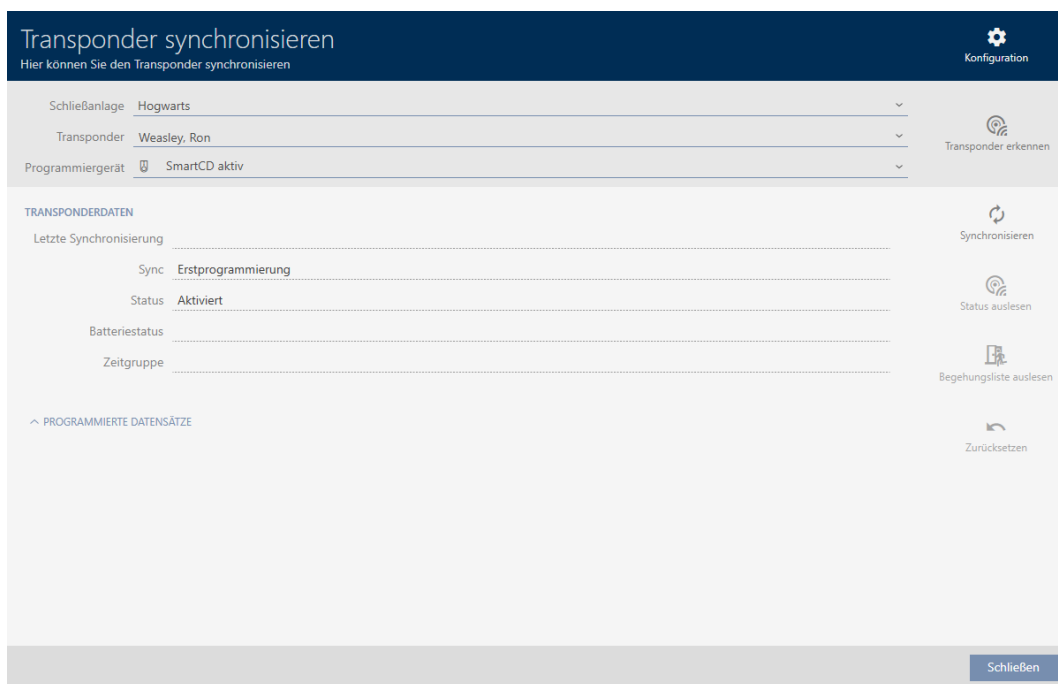 Transponder synchronisieren
Hier können Sie den Transponder synchronisieren
Konfiguration
Schließanlage Hogwarts
Transponder Weasley, Ron
Programmiergerät SmartCD aktiv
Transponder erkennen
TRANSPONDERDATEN
Letzte Synchronisierung
Sync Erstprogrammierung
Status Aktiviert
Batteriestatus
Zeitgruppe
PROGRAMMIERTE DATENSÄTZE
Synchronisieren
Status auslesen
Begehungsliste auslesen
Zurücksetzen
Schließen